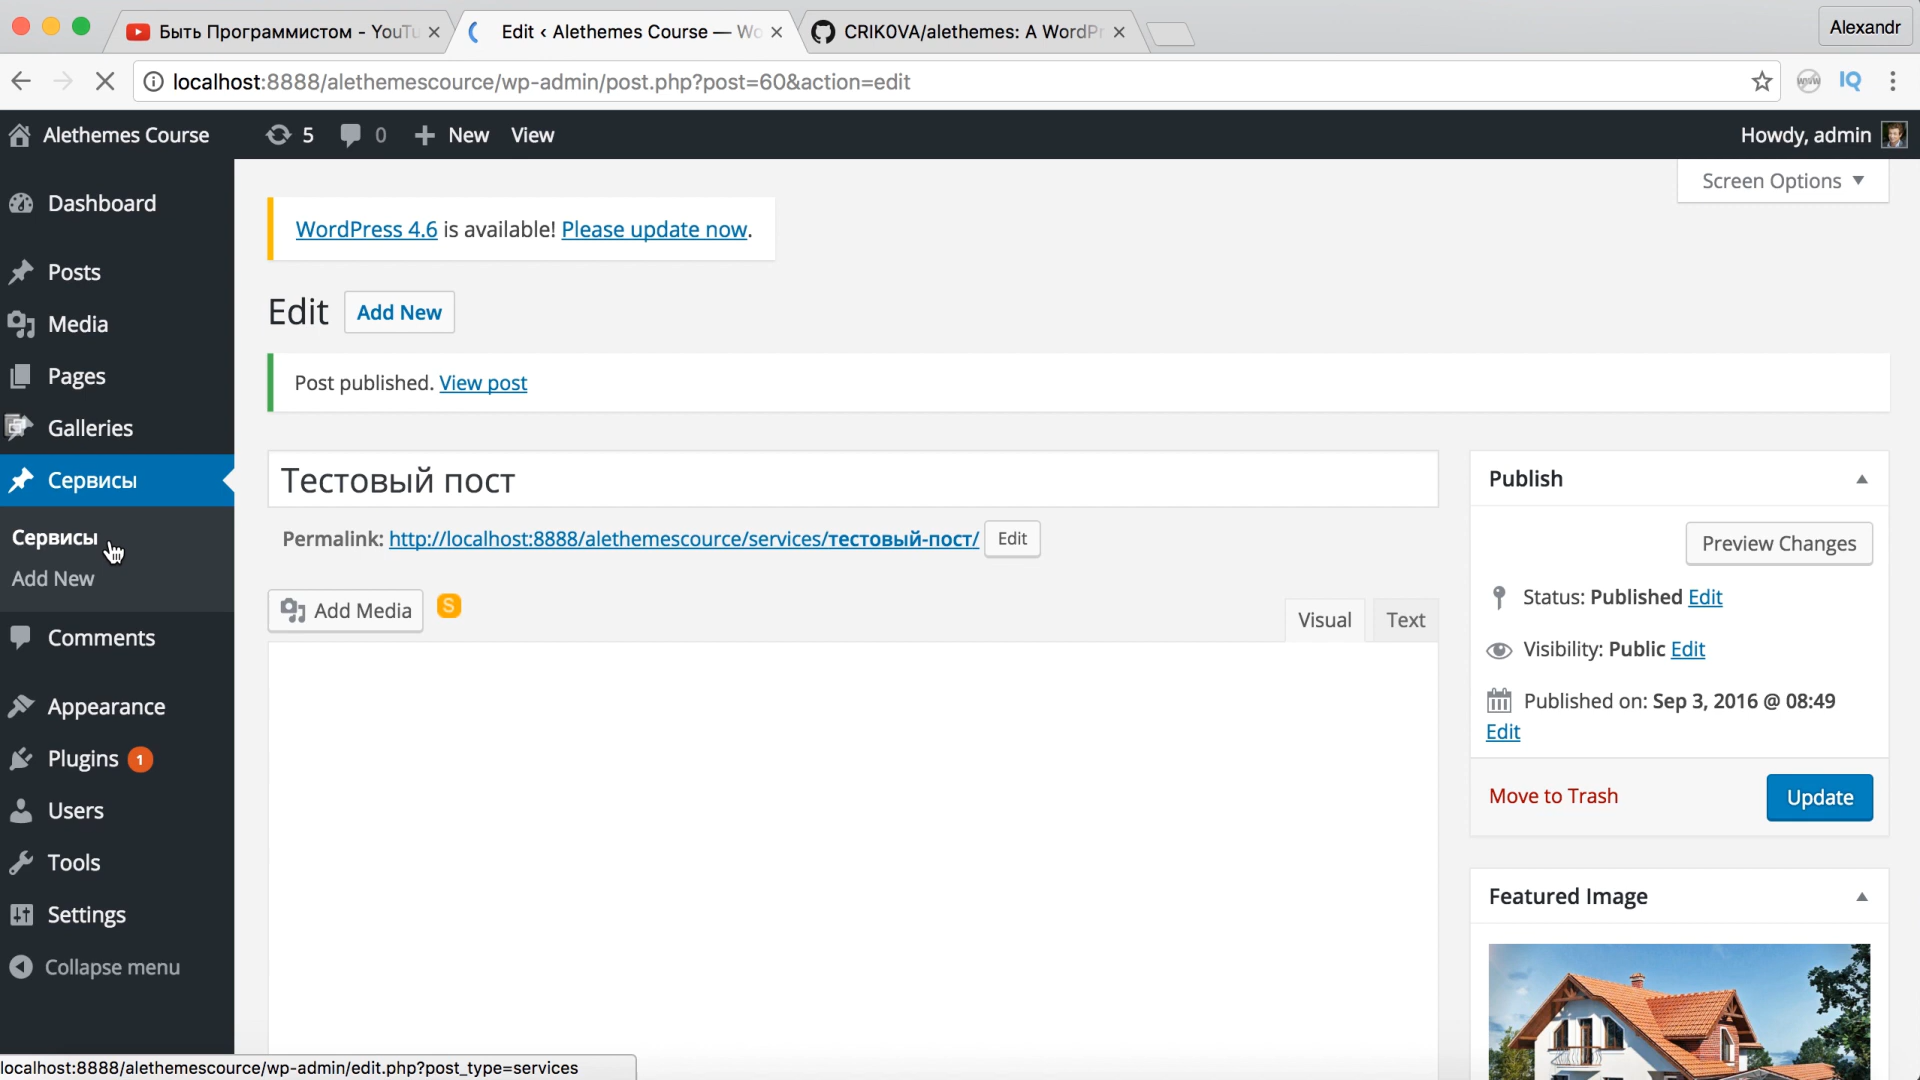 Быть Программистом - YouTu
Edit ‹ Alethemes Course — Wo
CRIK0VA/alethemes: A WordPr
Alexandr
localhost:8888/alethemescource/wp-admin/post.php?post=60&action=edit
IQ
Alethemes Course
5
0
New
View
Howdy, admin
Dashboard
Posts
Media
Pages
Galleries
Сервисы
Сервисы
Add New
Comments
Appearance
Plugins 1
Users
Tools
Settings
Collapse menu
Screen Options
WordPress 4.6 is available! Please update now.
Edit
Add New
Post published. View post
Тестовый пост
Permalink: http://localhost:8888/alethemescource/services/тестовый-пост/ Edit
Add Media
S
Visual
Text
Publish
Preview Changes
Status: Published Edit
Visibility: Public Edit
Published on: Sep 3, 2016 @ 08:49
Edit
Move to Trash
Update
Featured Image
localhost:8888/alethemescource/wp-admin/edit.php?post_type=services